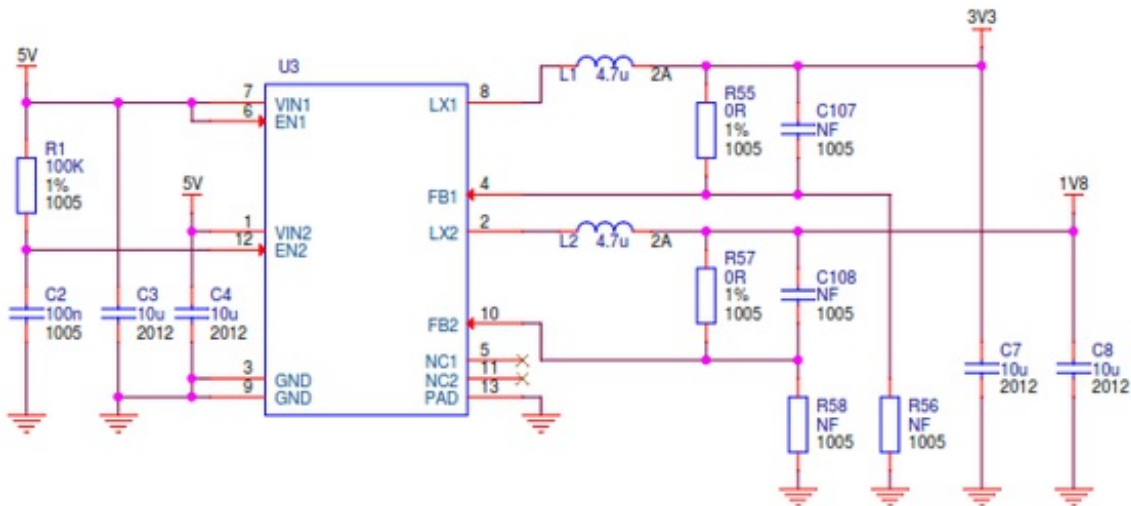 3V3
5V
U3
L1 4.7u 2A
7 VIN1
6 EN1
LX1 8
R55
0R
1%
1005
C107
NF
1005
R1
100K
1%
1005
5V
FB1 4
1V8
1 VIN2
12 EN2
LX2 2
L2 4.7u 2A
R57
0R
1%
1005
C108
NF
1005
C2
100n
1005
C3
10u
2012
C4
10u
2012
FB2 10
NC1 5
NC2 11
PAD 13
3 GND
9 GND
C7
10u
2012
C8
10u
2012
R58
NF
1005
R56
NF
1005